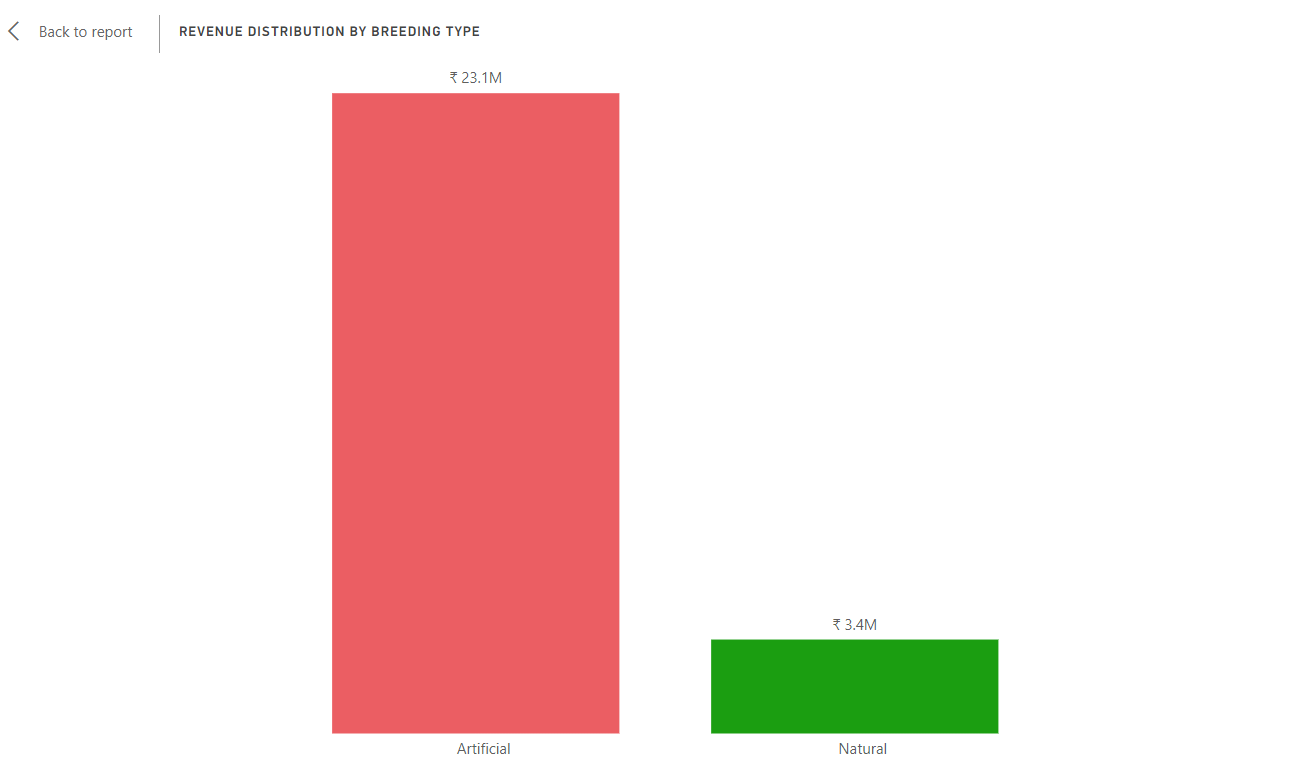 Back to report
REVENUE DISTRIBUTION BY BREEDING TYPE
₹ 23.1M
₹ 3.4M
Artificial
Natural